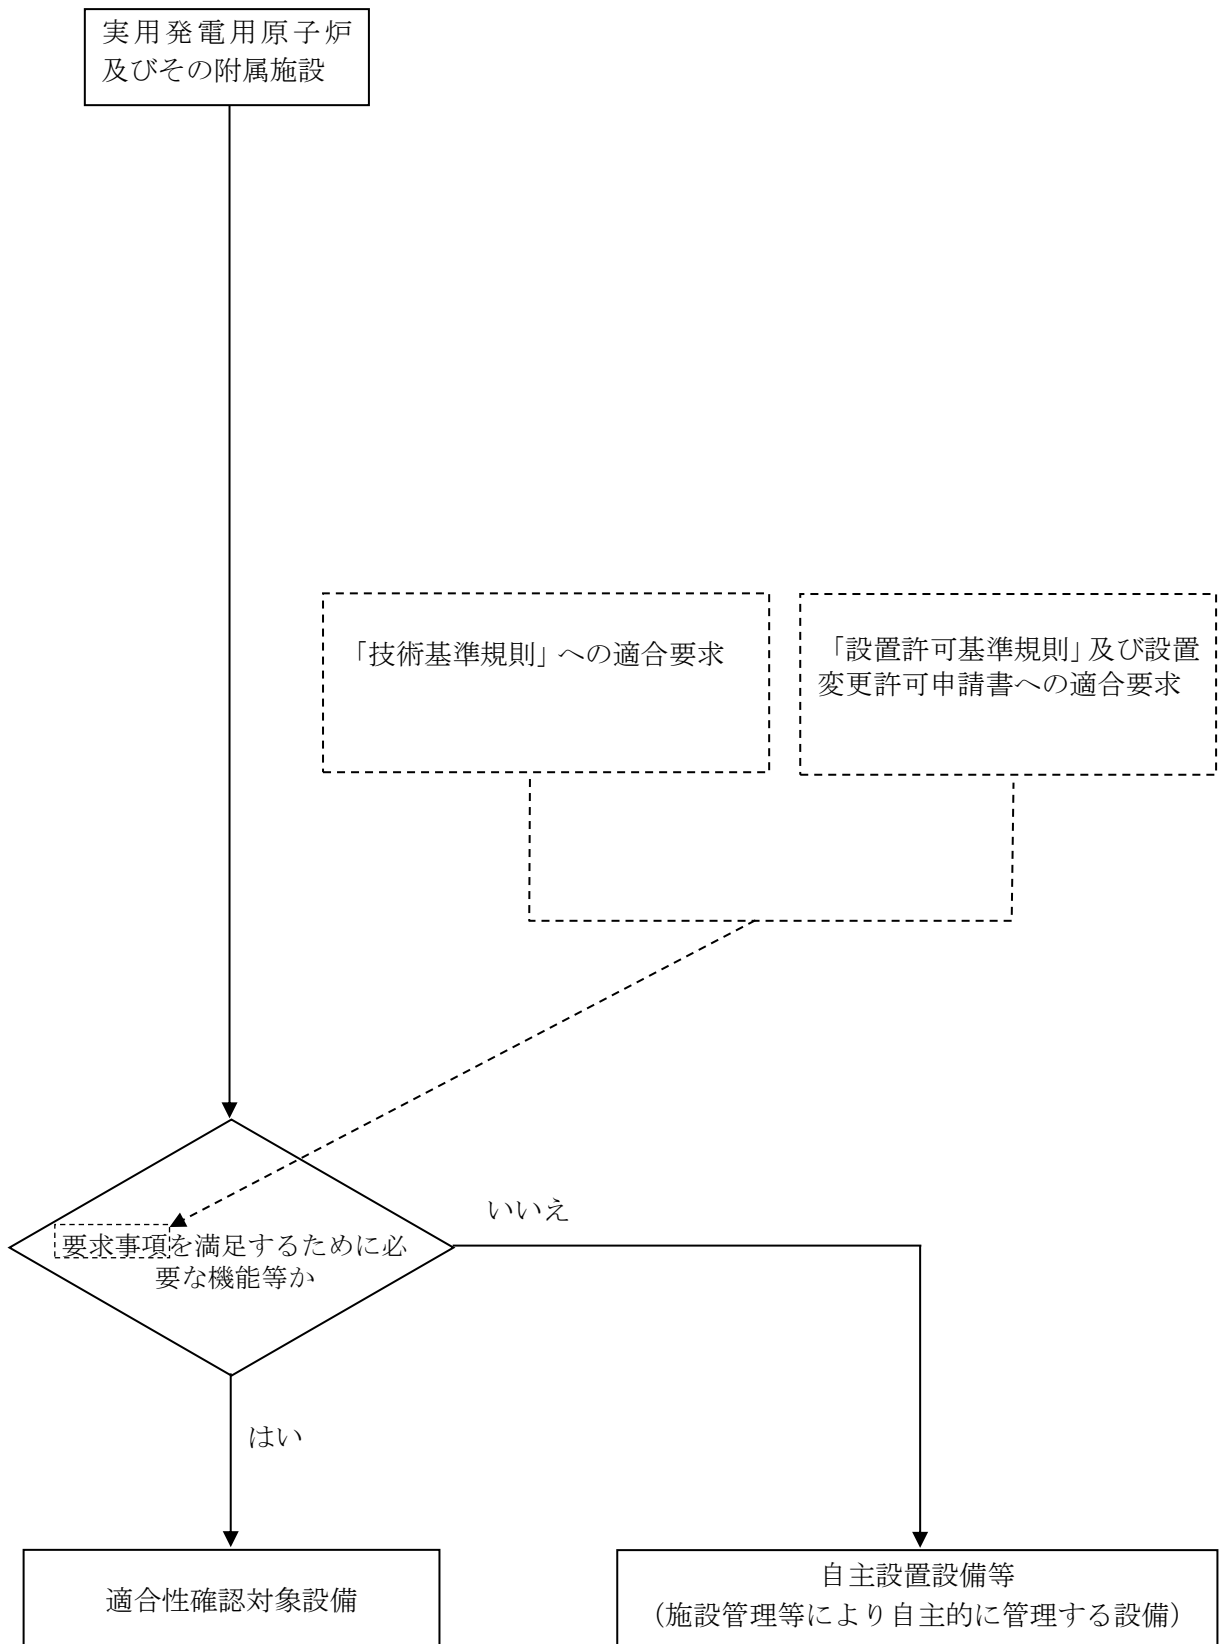 実用発電用原子炉
及びその附属施設
「技術基準規則」への適合要求
「設置許可基準規則」及び設置
変更許可申請書への適合要求
いいえ
要求事項を満足するために必
要な機能等か
はい
適合性確認対象設備
自主設置設備等
（施設管理等により自主的に管理する設備）